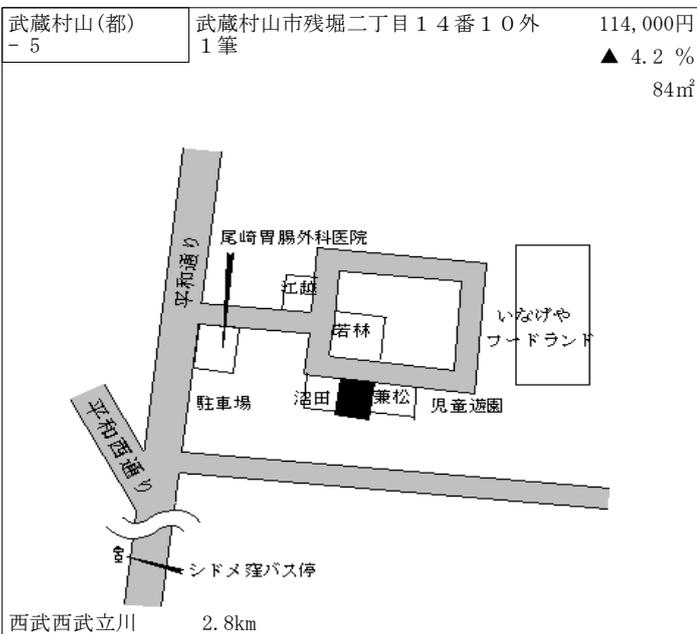 武蔵村山(都)
- 5
武蔵村山市残堀二丁目１４番１０外
１筆
114,000円
▲ 4.2 %
84㎡
尾崎胃腸外科医院
平和通り
江越
若林
いなげや
フードランド
駐車場
沼田
兼松
児童遊園
平和西通り
シドメ窪バス停
西武西武立川 2.8km